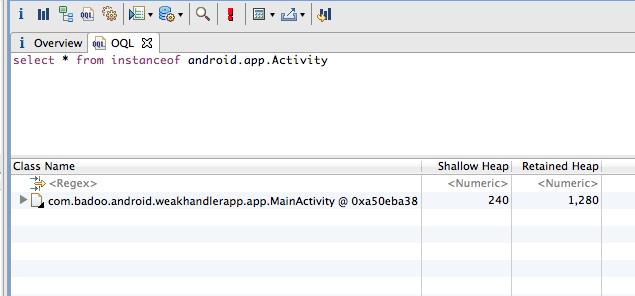 i OQL
i Overview OQL
select * from instanceof android.app.Activity
Class Name Shallow Heap Retained Heap
<Regex> <Numeric> <Numeric>
com.badoo.android.weakhandlerapp.app.MainActivity @ 0xa50eba38 240 1,280